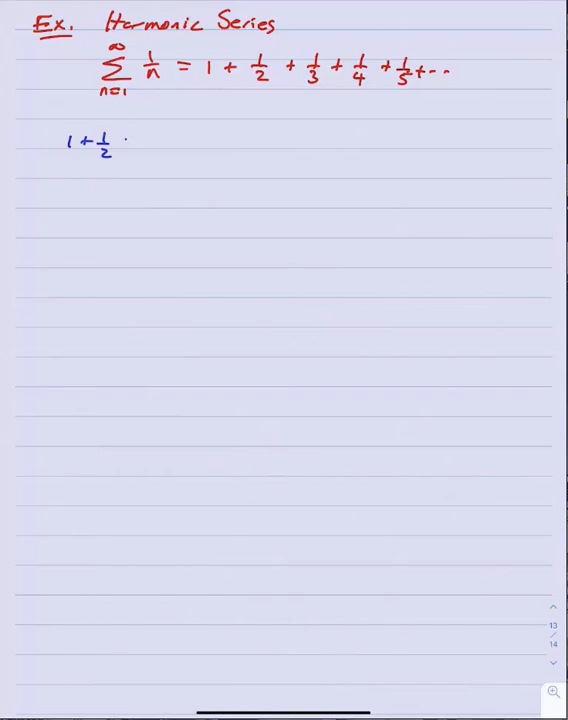 Ex. Harmonic Series
∞
∑ 1/n = 1 + 1/2 + 1/3 + 1/4 + 1/5 + ...
n=1
1 + 1/2
13
/
14